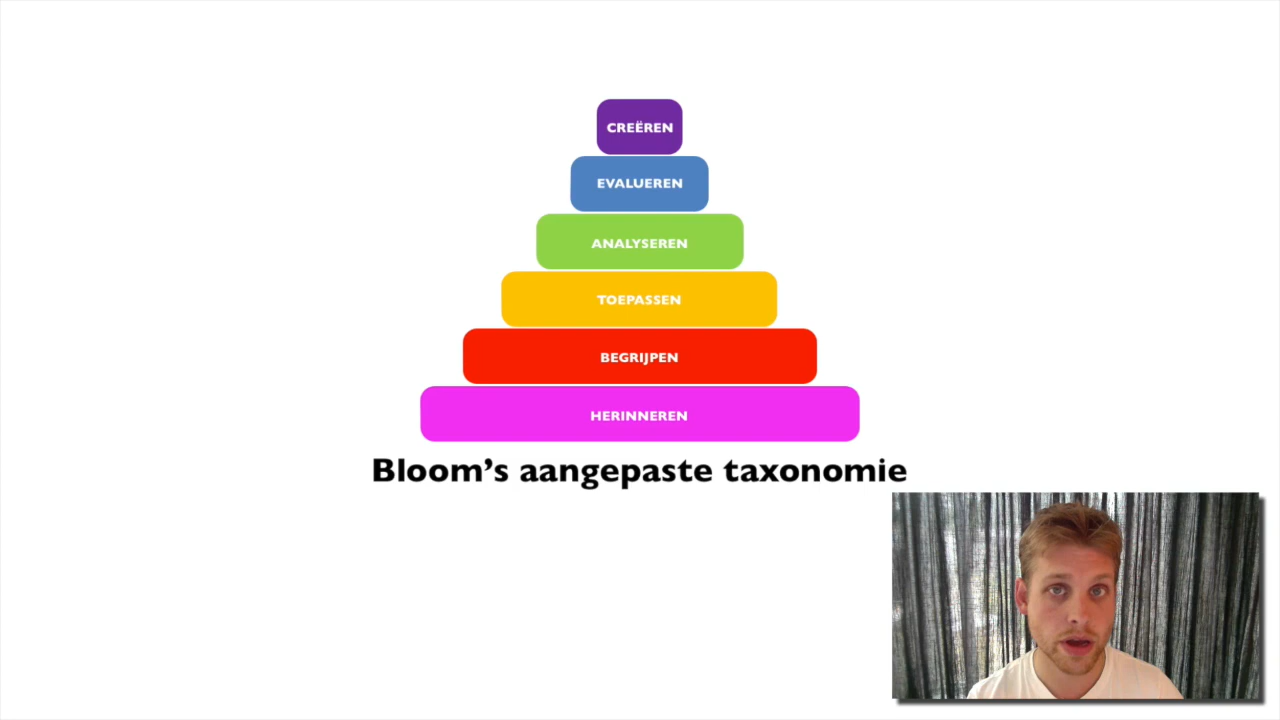 CREËREN
EVALUEREN
ANALYSEREN
TOEPASSEN
BEGRIJPEN
HERINNEREN
Bloom’s aangepaste taxonomie